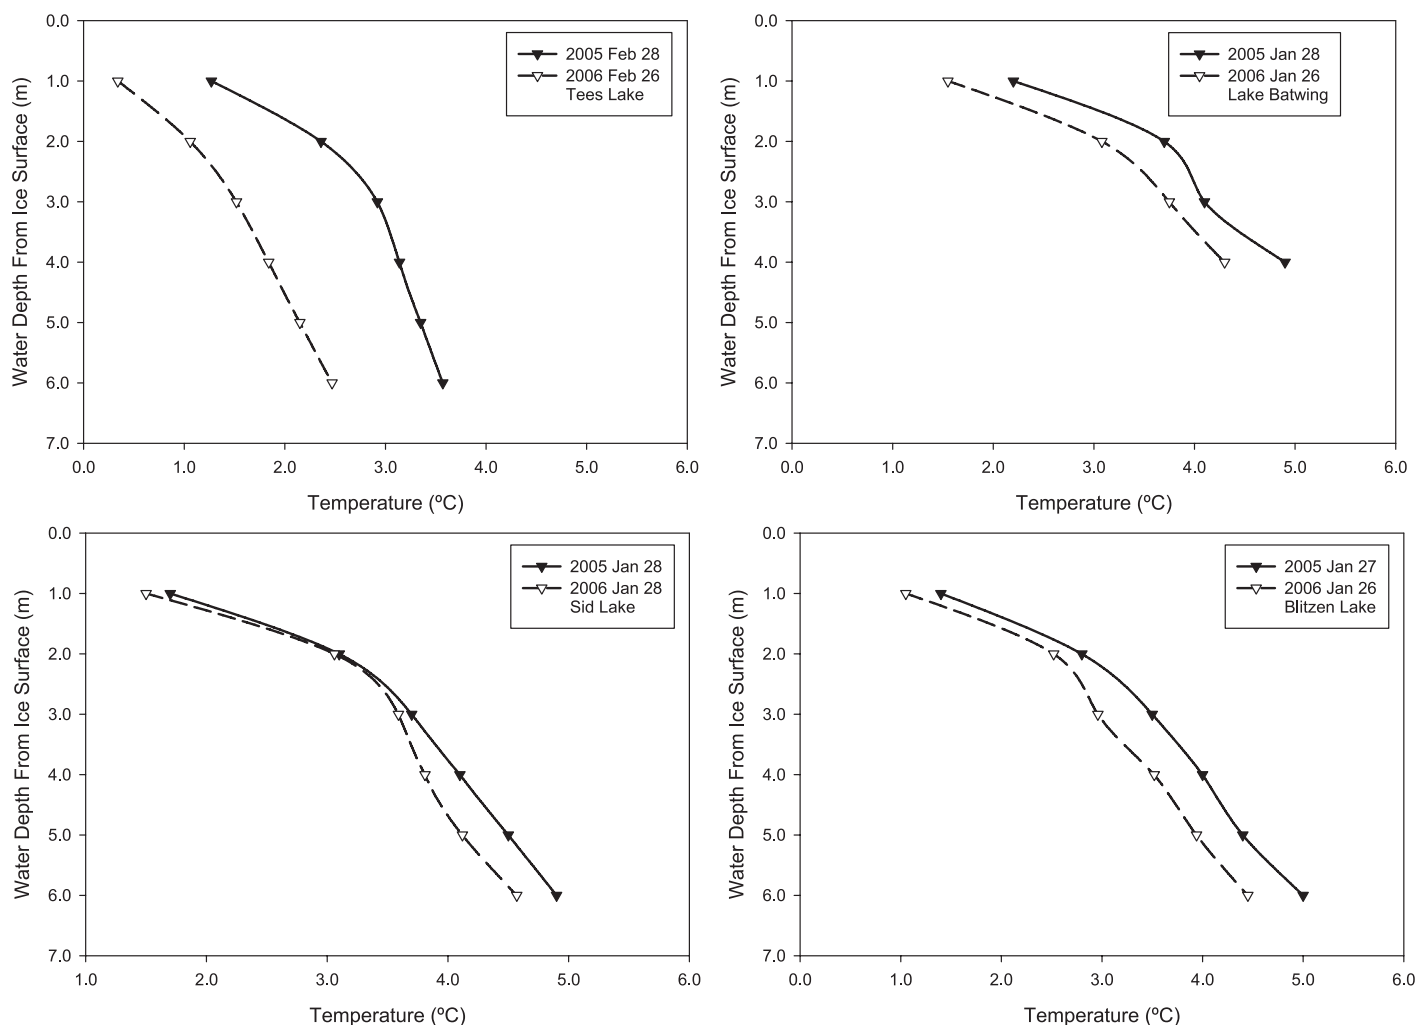 0.0
1.0
2.0
3.0
4.0
5.0
6.0
7.0
Water Depth From Ice Surface (m)
2005 Feb 28
2006 Feb 26
Tees Lake
0.0 1.0 2.0 3.0 4.0 5.0 6.0
Temperature (ºC)
0.0
1.0
2.0
3.0
4.0
5.0
6.0
7.0
Water Depth From Ice Surface (m)
2005 Jan 28
2006 Jan 26
Lake Batwing
0.0 1.0 2.0 3.0 4.0 5.0 6.0
Temperature (ºC)
0.0
1.0
2.0
3.0
4.0
5.0
6.0
7.0
Water Depth From Ice Surface (m)
2005 Jan 28
2006 Jan 28
Sid Lake
1.0 2.0 3.0 4.0 5.0 6.0
Temperature (ºC)
0.0
1.0
2.0
3.0
4.0
5.0
6.0
7.0
Water Depth From Ice Surface (m)
2005 Jan 27
2006 Jan 26
Blitzen Lake
0.0 1.0 2.0 3.0 4.0 5.0 6.0
Temperature (ºC)